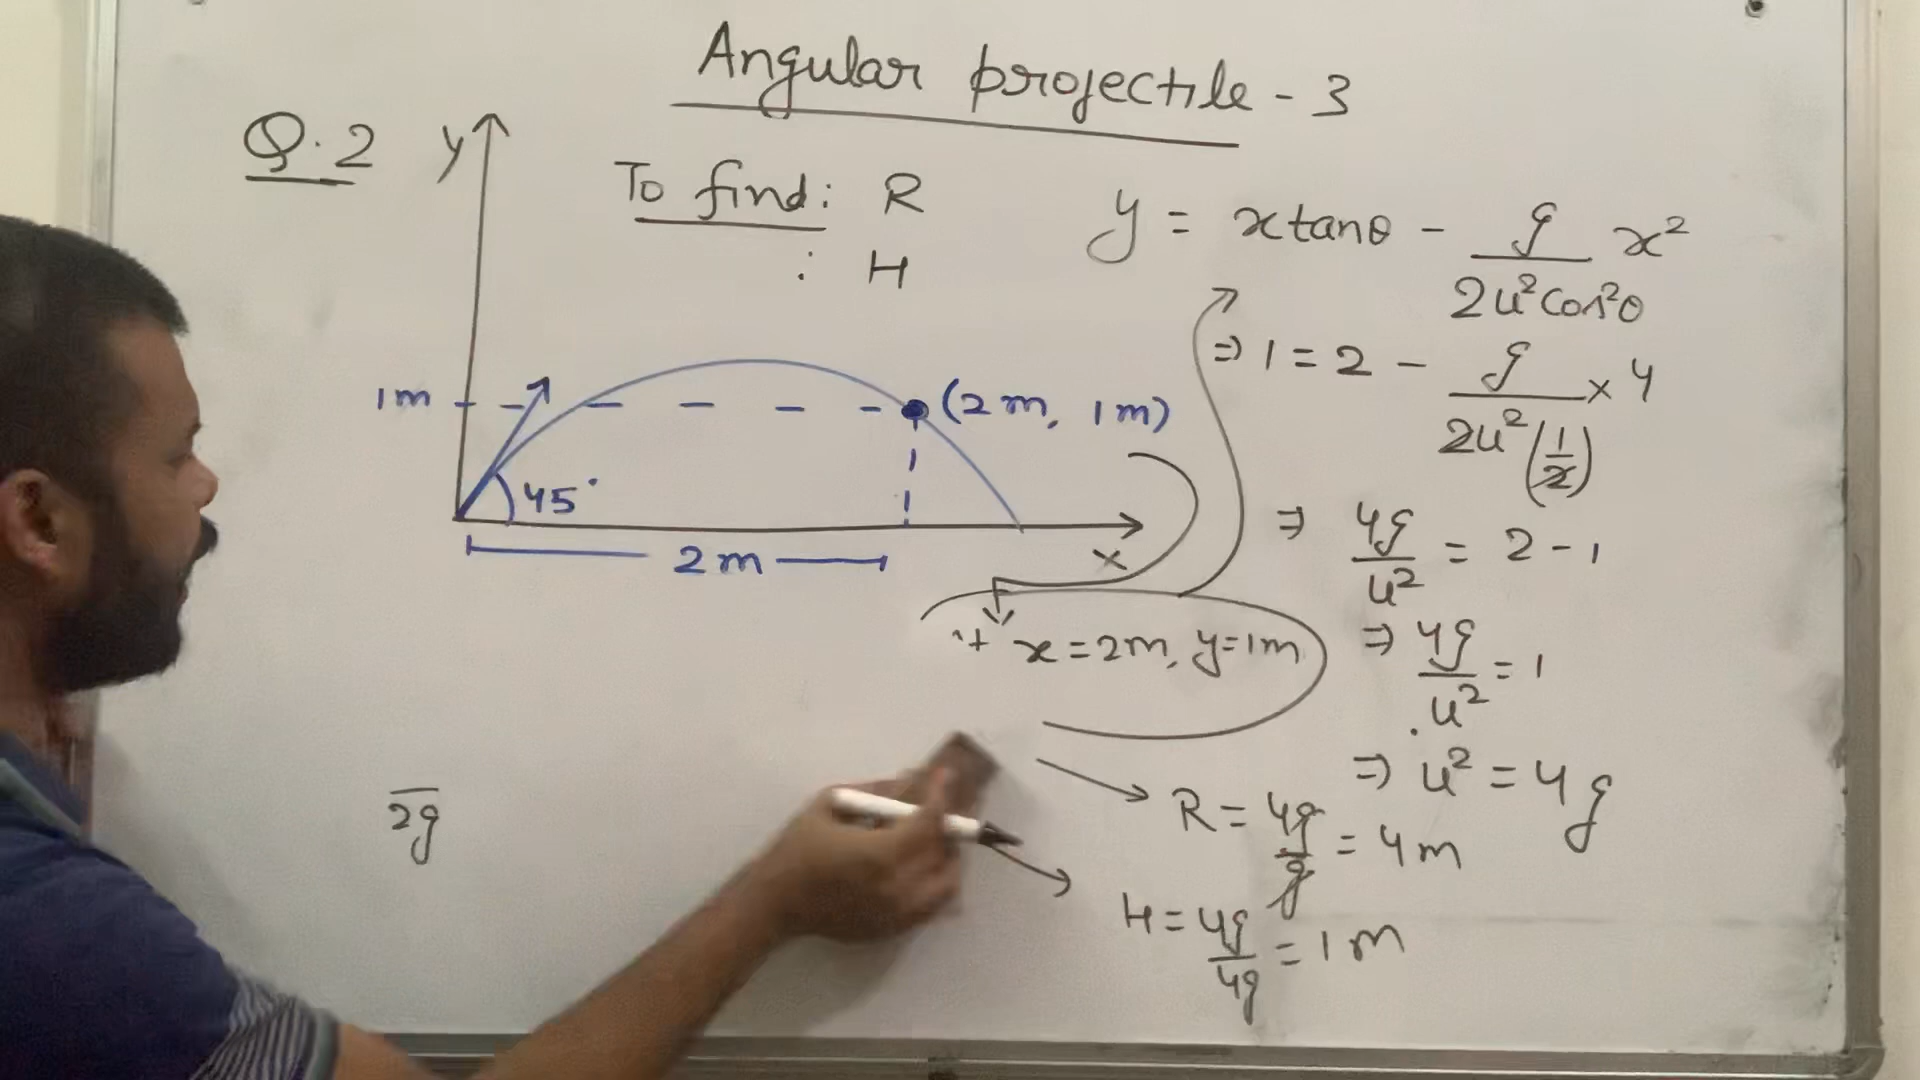 Angular projectile - 3
Q.2
y
To find: R
: H
1m
(2m, 1m)
45°
x
2m
x = 2m, y=1m
y = x tanθ - g/(2u²cos²θ) x²
⇒ 1 = 2 - g/(2u²(1/2)) × 4
⇒ 4g/u² = 2 - 1
⇒ 4g/u² = 1
⇒ u² = 4g
R = 4g/g = 4m
H = 4g/4g = 1m
2g